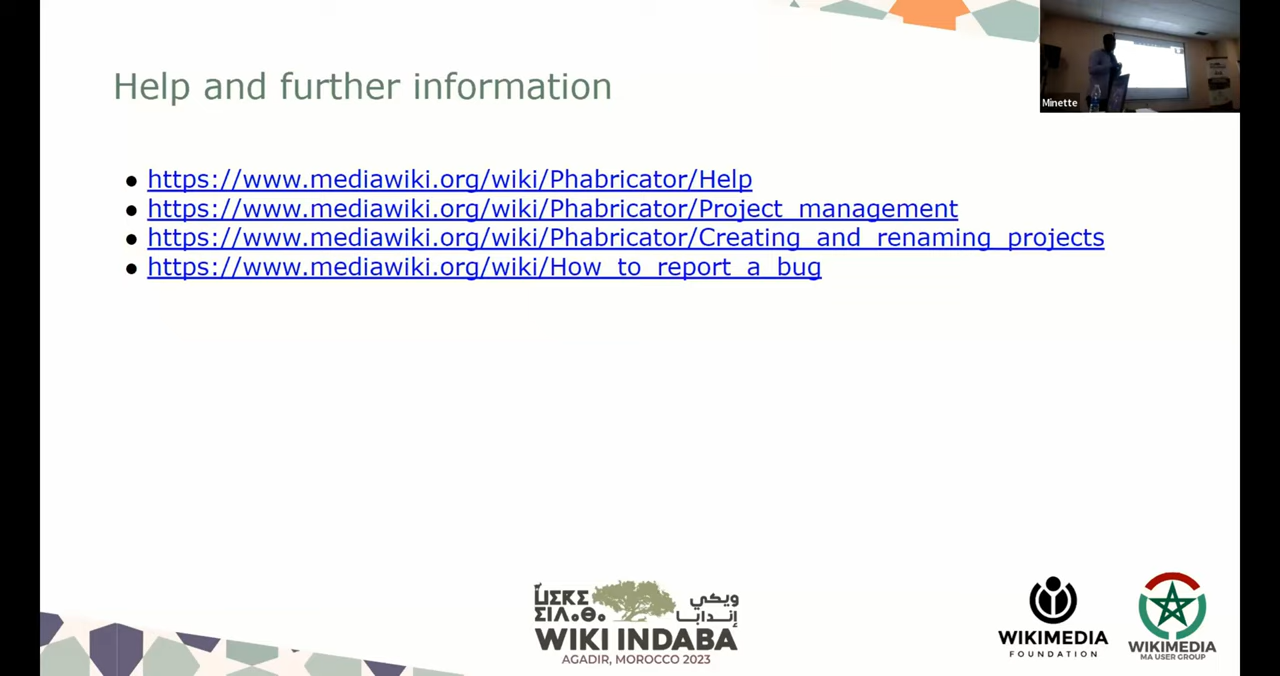 Help and further information
Minette
● https://www.mediawiki.org/wiki/Phabricator/Help
● https://www.mediawiki.org/wiki/Phabricator/Project_management
● https://www.mediawiki.org/wiki/Phabricator/Creating_and_renaming_projects
● https://www.mediawiki.org/wiki/How_to_report_a_bug
ⵡⵉⴽⵉ
ⵉⵏⴷⴰⴱⴰ
ويكي
إندابا
WIKI INDABA
AGADIR, MOROCCO 2023
WIKIMEDIA
FOUNDATION
WIKIMEDIA
MA USER GROUP